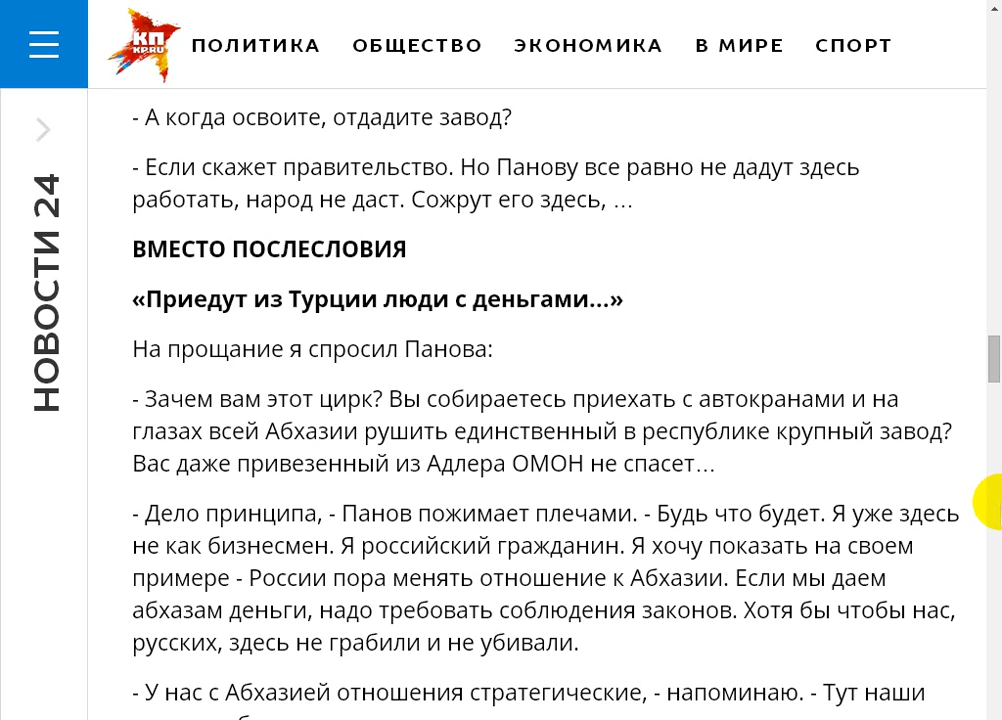 КП
KP.RU
ПОЛИТИКА ОБЩЕСТВО ЭКОНОМИКА В МИРЕ СПОРТ
НОВОСТИ 24
- А когда освоите, отдадите завод?
- Если скажет правительство. Но Панову все равно не дадут здесь
работать, народ не даст. Сожрут его здесь, …
ВМЕСТО ПОСЛЕСЛОВИЯ
«Приедут из Турции люди с деньгами...»
На прощание я спросил Панова:
- Зачем вам этот цирк? Вы собираетесь приехать с автокранами и на
глазах всей Абхазии рушить единственный в республике крупный завод?
Вас даже привезенный из Адлера ОМОН не спасет…
- Дело принципа, - Панов пожимает плечами. - Будь что будет. Я уже здесь
не как бизнесмен. Я российский гражданин. Я хочу показать на своем
примере - России пора менять отношение к Абхазии. Если мы даем
абхазам деньги, надо требовать соблюдения законов. Хотя бы чтобы нас,
русских, здесь не грабили и не убивали.
- У нас с Абхазией отношения стратегические, - напоминаю. - Тут наши